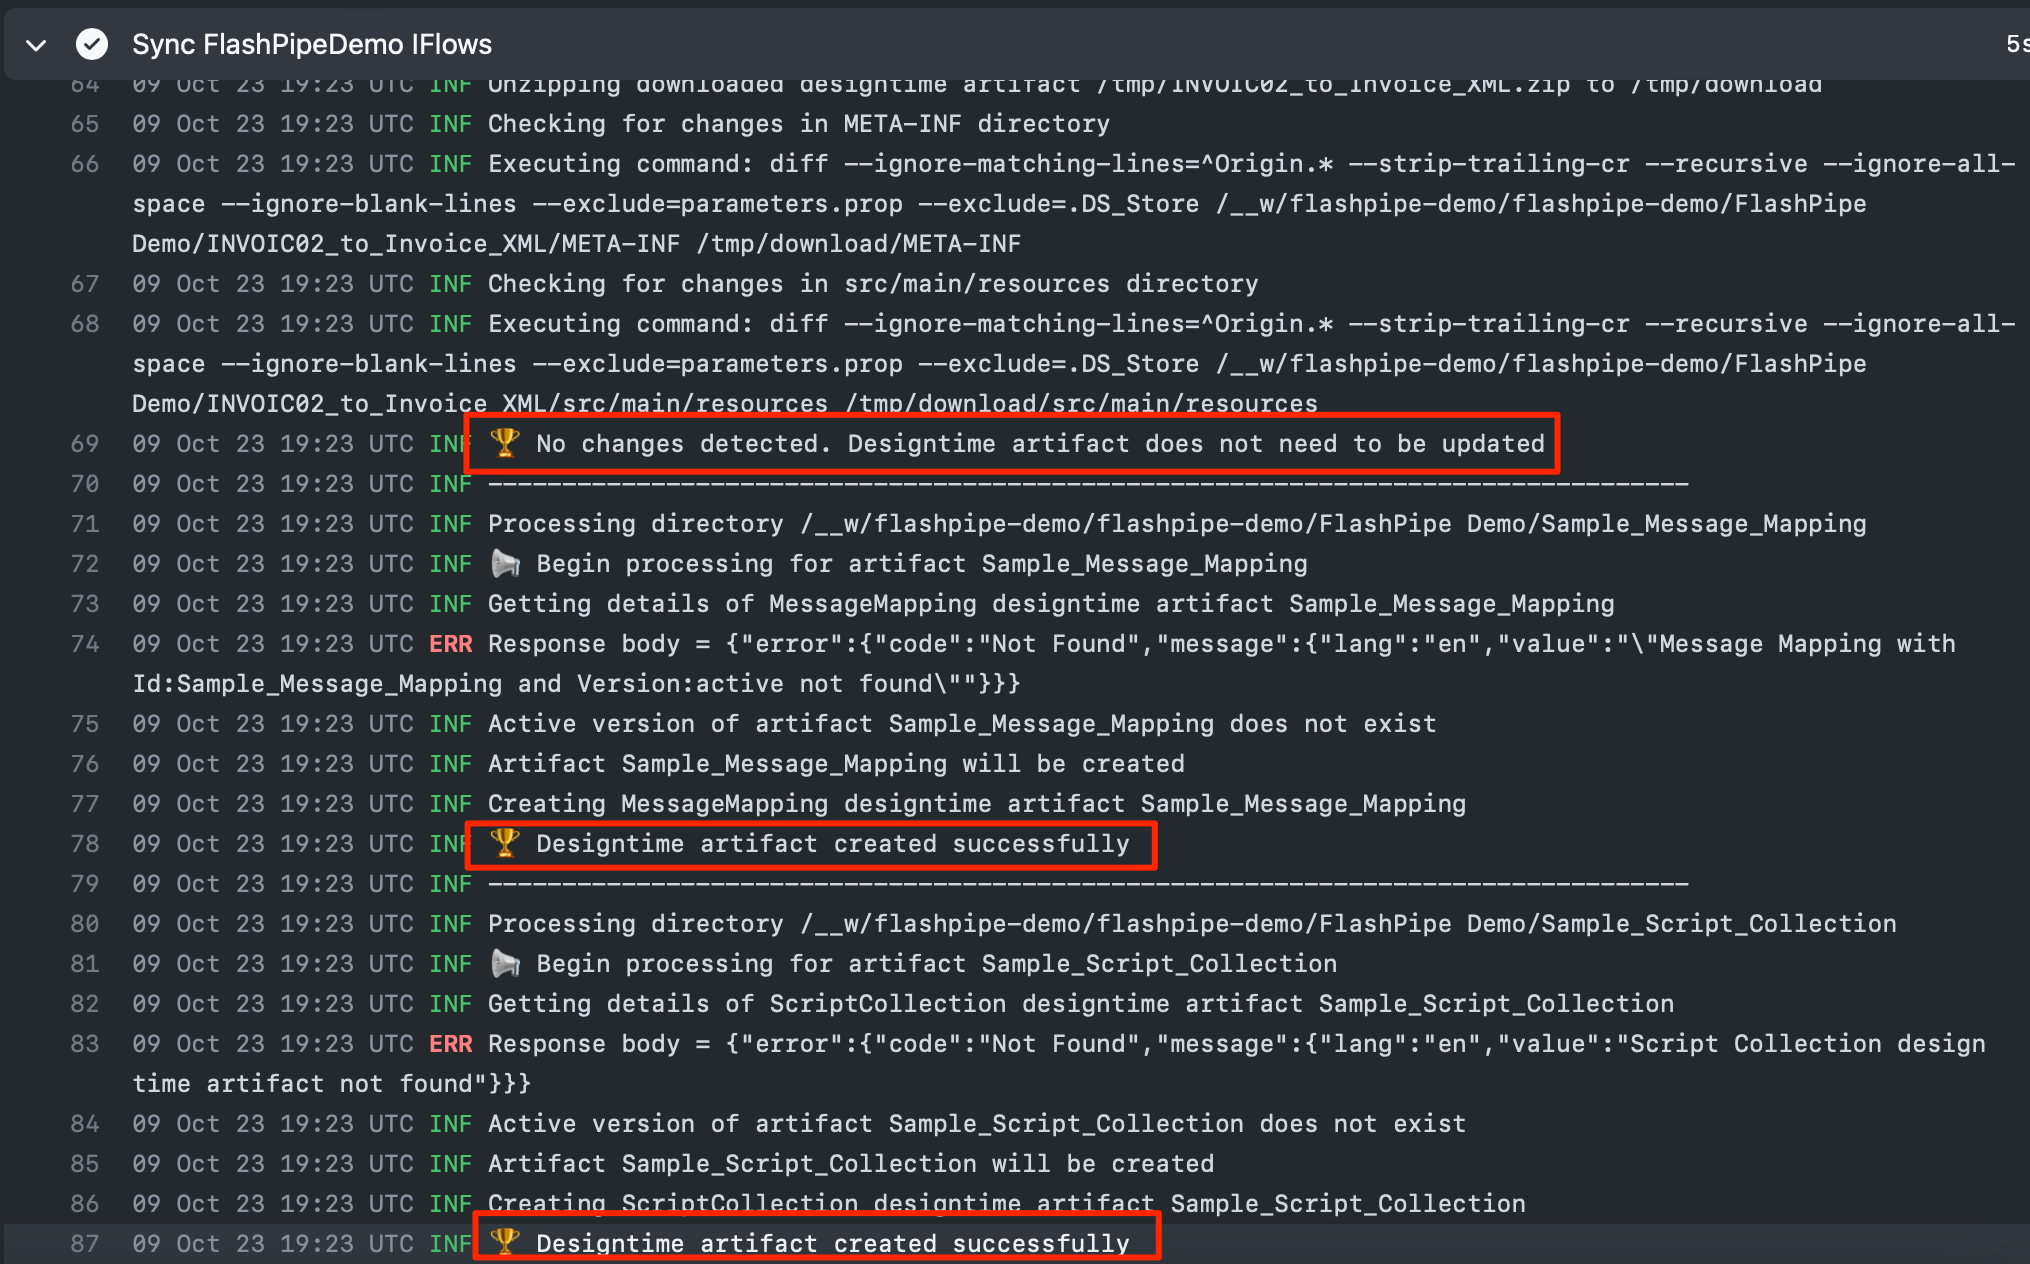 Sync FlashPipeDemo IFlows 5s
64 09 Oct 23 19:23 UTC INF Unzipping downloaded designtime artifact /tmp/INVOIC02_to_Invoice_XML.zip to /tmp/download
65 09 Oct 23 19:23 UTC INF Checking for changes in META-INF directory
66 09 Oct 23 19:23 UTC INF Executing command: diff --ignore-matching-lines=^Origin.* --strip-trailing-cr --recursive --ignore-all-
space --ignore-blank-lines --exclude=parameters.prop --exclude=.DS_Store /__w/flashpipe-demo/flashpipe-demo/FlashPipe
Demo/INVOIC02_to_Invoice_XML/META-INF /tmp/download/META-INF
67 09 Oct 23 19:23 UTC INF Checking for changes in src/main/resources directory
68 09 Oct 23 19:23 UTC INF Executing command: diff --ignore-matching-lines=^Origin.* --strip-trailing-cr --recursive --ignore-all-
space --ignore-blank-lines --exclude=parameters.prop --exclude=.DS_Store /__w/flashpipe-demo/flashpipe-demo/FlashPipe
Demo/INVOIC02_to_Invoice_XML/src/main/resources /tmp/download/src/main/resources
69 09 Oct 23 19:23 UTC INF 🏆 No changes detected. Designtime artifact does not need to be updated
70 09 Oct 23 19:23 UTC INF ---------------------------------------------------------------------------------
71 09 Oct 23 19:23 UTC INF Processing directory /__w/flashpipe-demo/flashpipe-demo/FlashPipe Demo/Sample_Message_Mapping
72 09 Oct 23 19:23 UTC INF 📢 Begin processing for artifact Sample_Message_Mapping
73 09 Oct 23 19:23 UTC INF Getting details of MessageMapping designtime artifact Sample_Message_Mapping
74 09 Oct 23 19:23 UTC ERR Response body = {"error":{"code":"Not Found","message":{"lang":"en","value":"\"Message Mapping with
Id:Sample_Message_Mapping and Version:active not found\""}}}
75 09 Oct 23 19:23 UTC INF Active version of artifact Sample_Message_Mapping does not exist
76 09 Oct 23 19:23 UTC INF Artifact Sample_Message_Mapping will be created
77 09 Oct 23 19:23 UTC INF Creating MessageMapping designtime artifact Sample_Message_Mapping
78 09 Oct 23 19:23 UTC INF 🏆 Designtime artifact created successfully
79 09 Oct 23 19:23 UTC INF ---------------------------------------------------------------------------------
80 09 Oct 23 19:23 UTC INF Processing directory /__w/flashpipe-demo/flashpipe-demo/FlashPipe Demo/Sample_Script_Collection
81 09 Oct 23 19:23 UTC INF 📢 Begin processing for artifact Sample_Script_Collection
82 09 Oct 23 19:23 UTC INF Getting details of ScriptCollection designtime artifact Sample_Script_Collection
83 09 Oct 23 19:23 UTC ERR Response body = {"error":{"code":"Not Found","message":{"lang":"en","value":"Script Collection design
time artifact not found"}}}
84 09 Oct 23 19:23 UTC INF Active version of artifact Sample_Script_Collection does not exist
85 09 Oct 23 19:23 UTC INF Artifact Sample_Script_Collection will be created
86 09 Oct 23 19:23 UTC INF Creating ScriptCollection designtime artifact Sample_Script_Collection
87 09 Oct 23 19:23 UTC INF 🏆 Designtime artifact created successfully